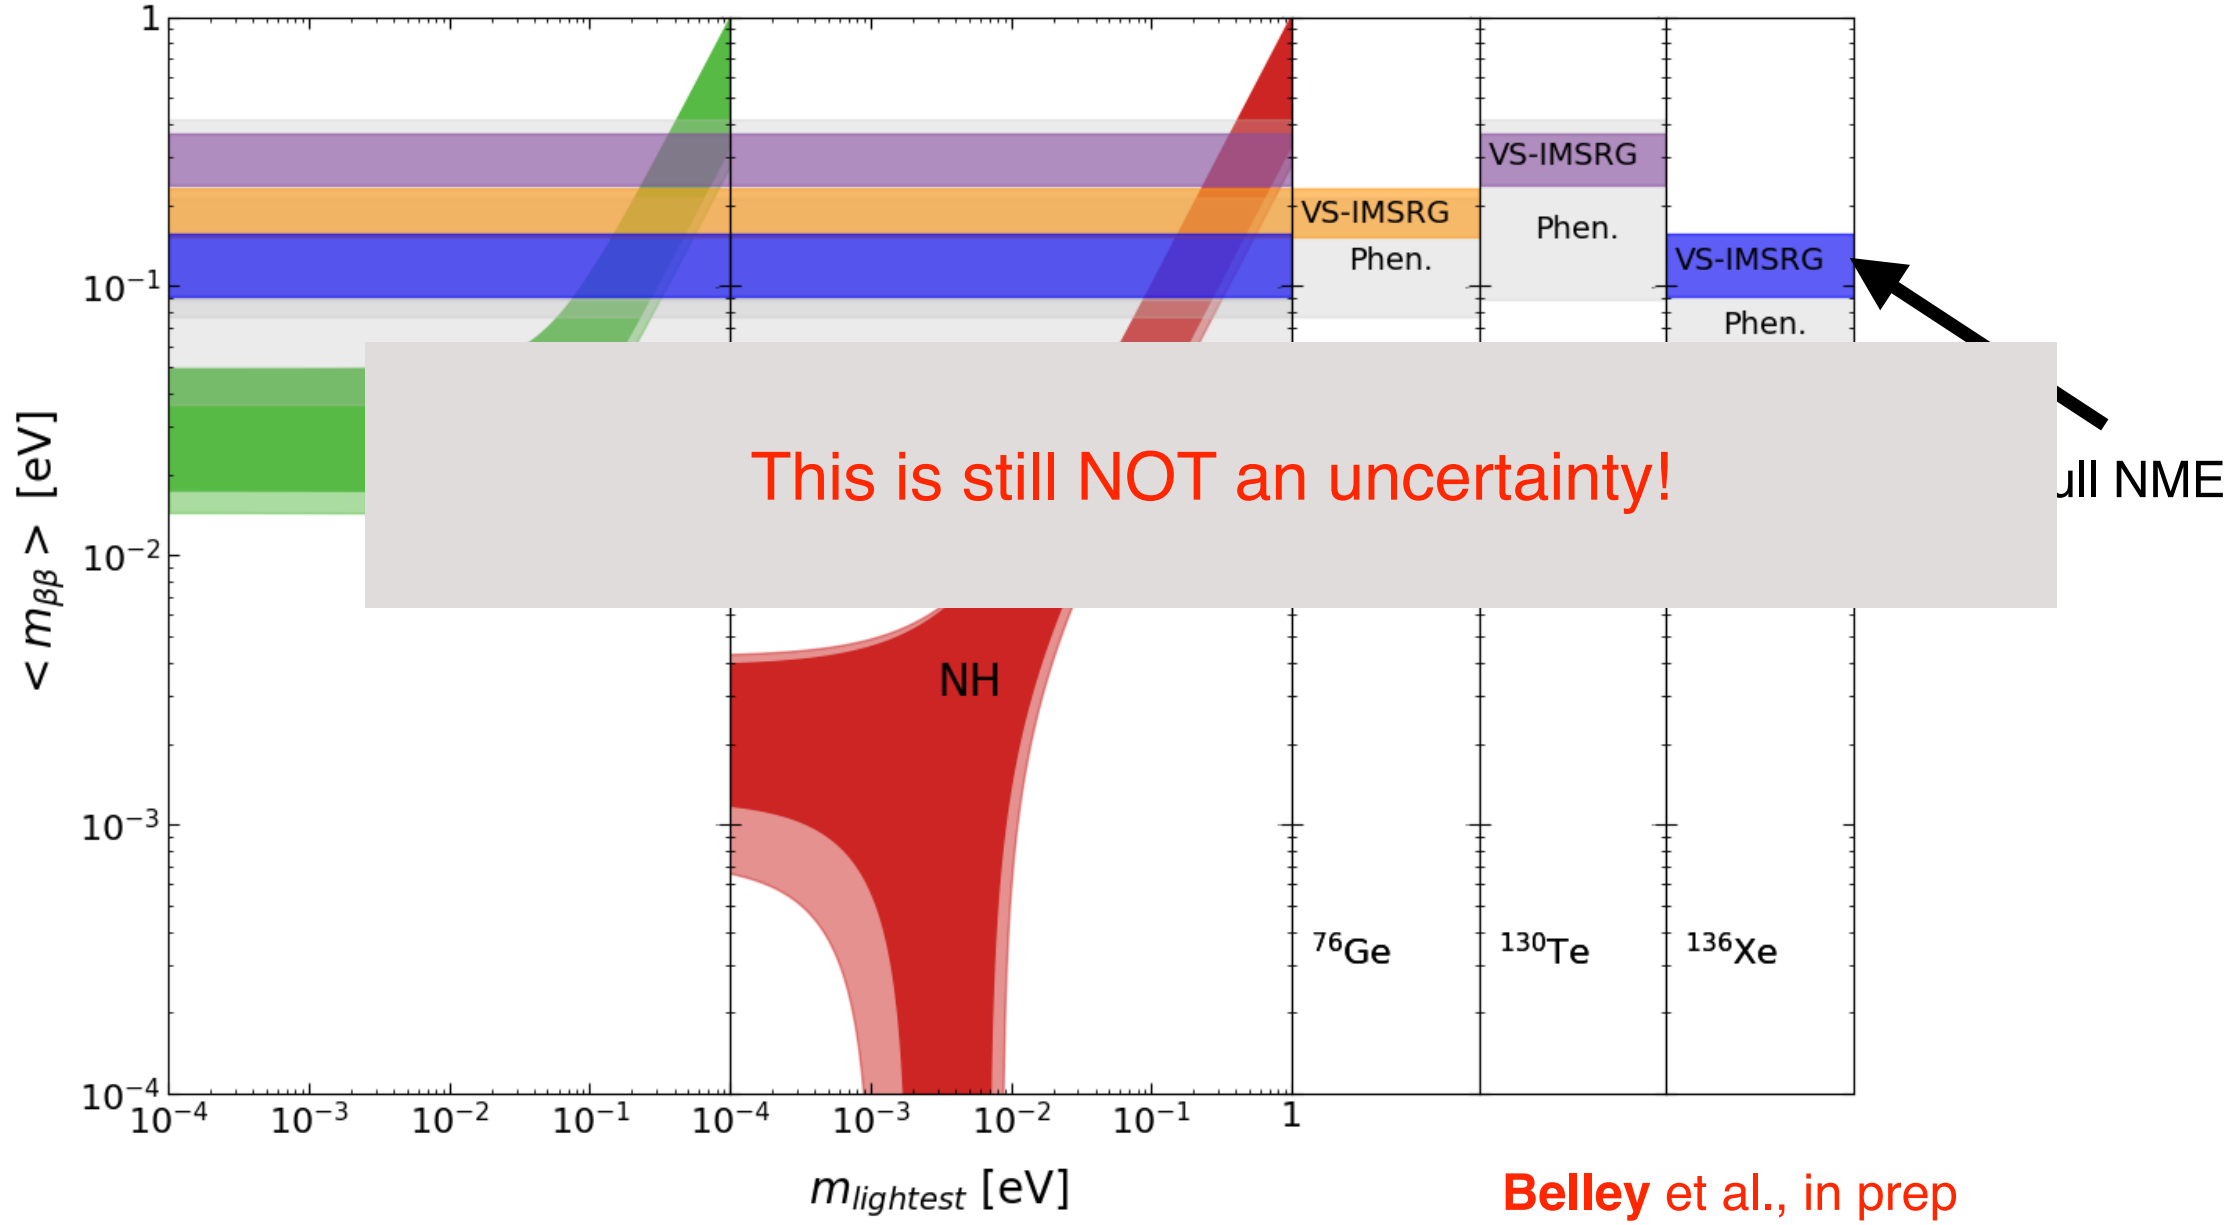 1
VS-IMSRG
VS-IMSRG
Phen.
VS-IMSRG
Phen.
10⁻¹
Phen.
< m_ββ > [eV]
This is still NOT an uncertainty!
NME
10⁻²
NH
10⁻³
⁷⁶Ge
¹³⁰Te
¹³⁶Xe
10⁻⁴
10⁻⁴ 10⁻³ 10⁻² 10⁻¹ 10⁻⁴ 10⁻³ 10⁻² 10⁻¹ 1
m_lightest [eV]
Belley et al., in prep